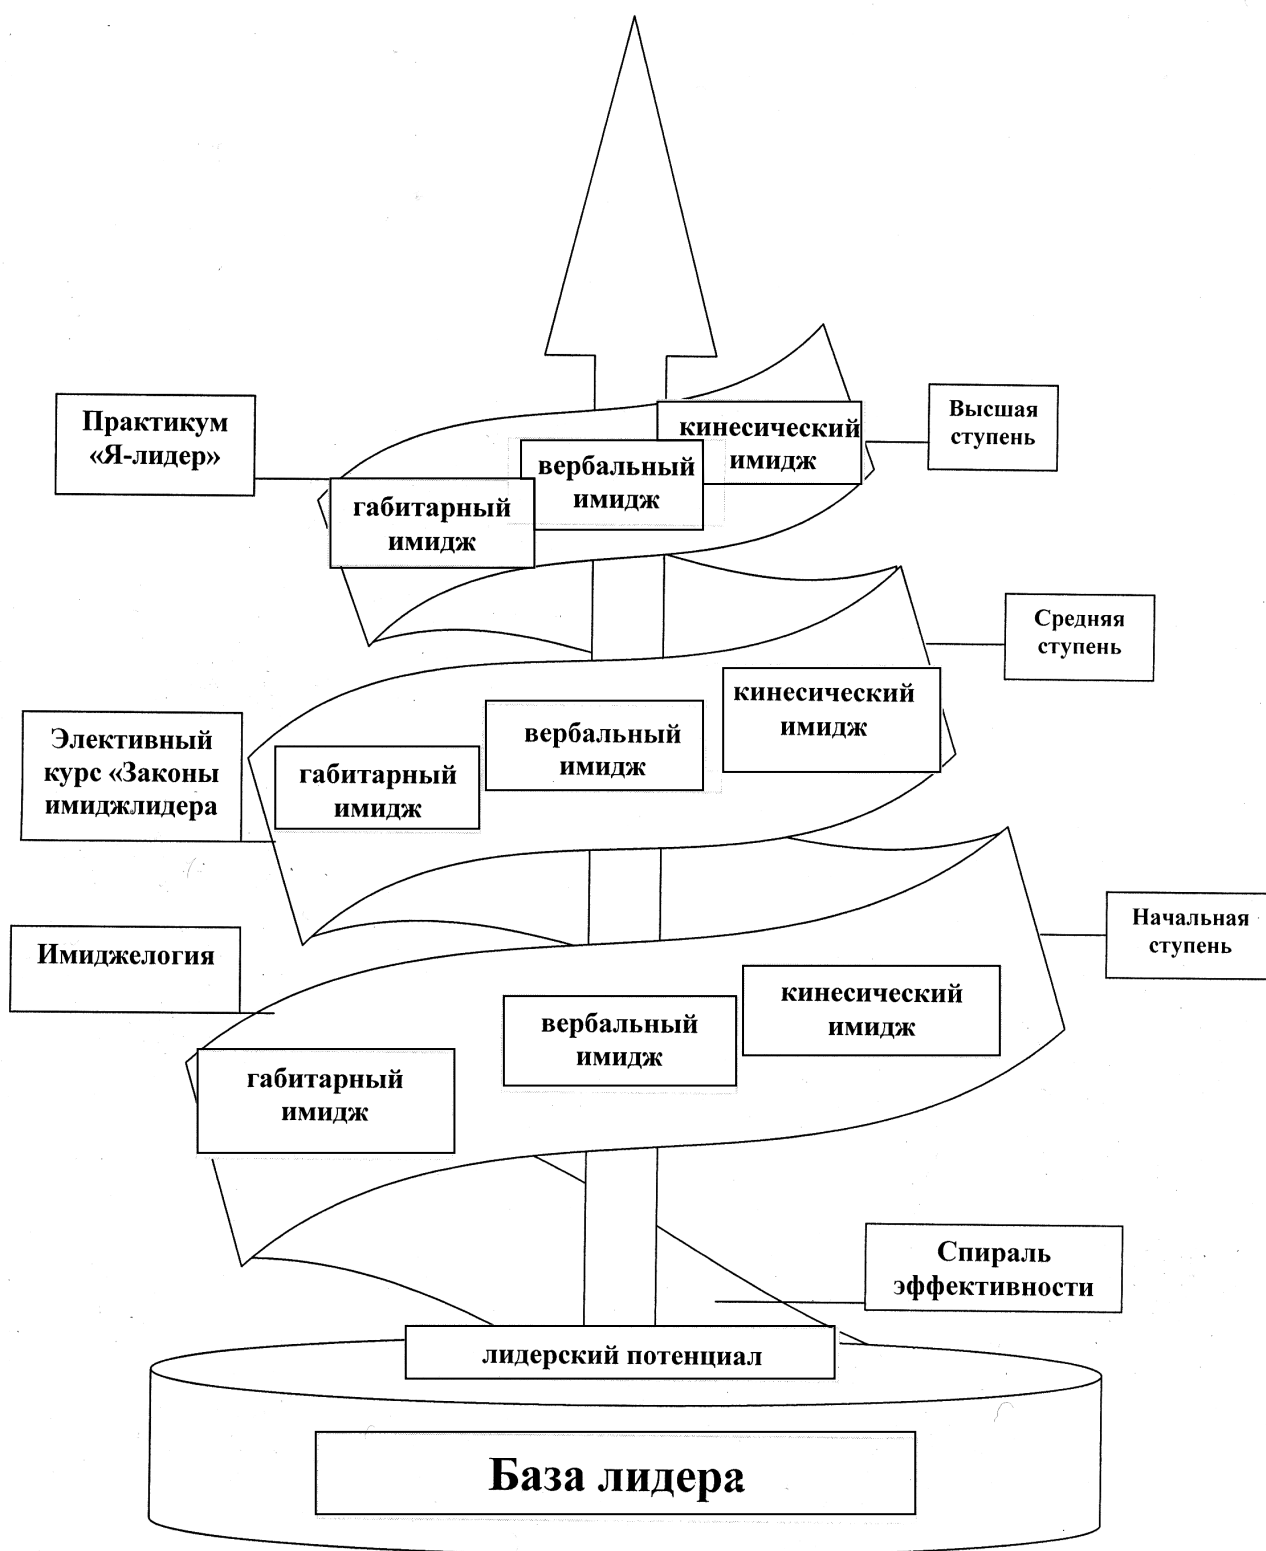 Высшая
ступень
Практикум
«Я-лидер»
кинесический
имидж
вербальный
имидж
габитарный
имидж
Средняя
ступень
кинесический
имидж
вербальный
имидж
габитарный
имидж
Элективный
курс «Законы
имиджлидера
Начальная
ступень
Имиджелогия
кинесический
имидж
вербальный
имидж
габитарный
имидж
Спираль
эффективности
лидерский потенциал
База лидера